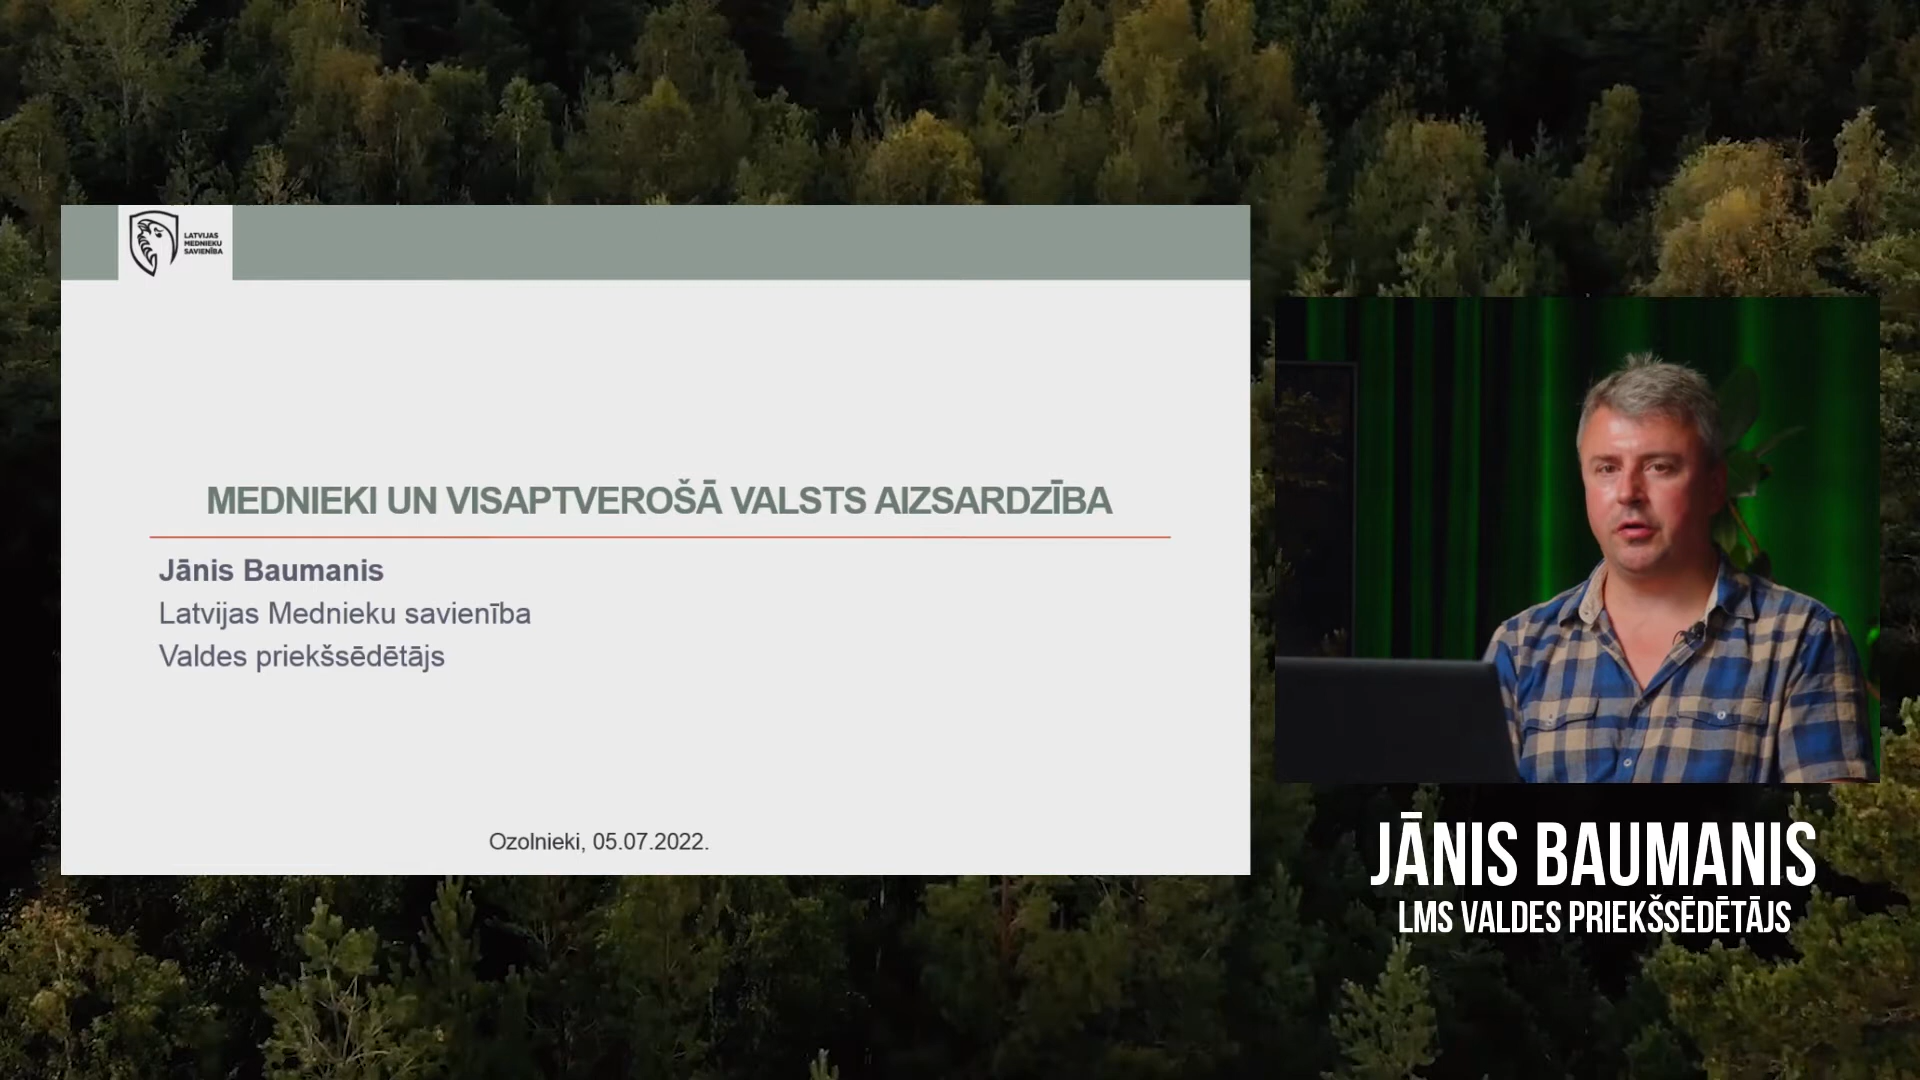 LATVIJAS
MEDNIEKU
SAVIENĪBA
MEDNIEKI UN VISAPTVEROŠĀ VALSTS AIZSARDZĪBA
Jānis Baumanis
Latvijas Mednieku savienība
Valdes priekšsēdētājs
Ozolnieki, 05.07.2022.
JĀNIS BAUMANIS
LMS VALDES PRIEKŠSĒDĒTĀJS